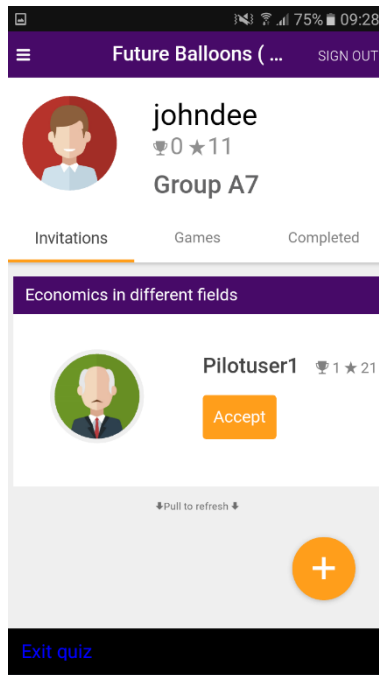 75% 09:28
Future Balloons ( ... SIGN OUT
johndee
0 ★11
Group A7
Invitations Games Completed
Economics in different fields
Pilotuser1 1 ★ 21
Accept
Pull to refresh
+
Exit quiz